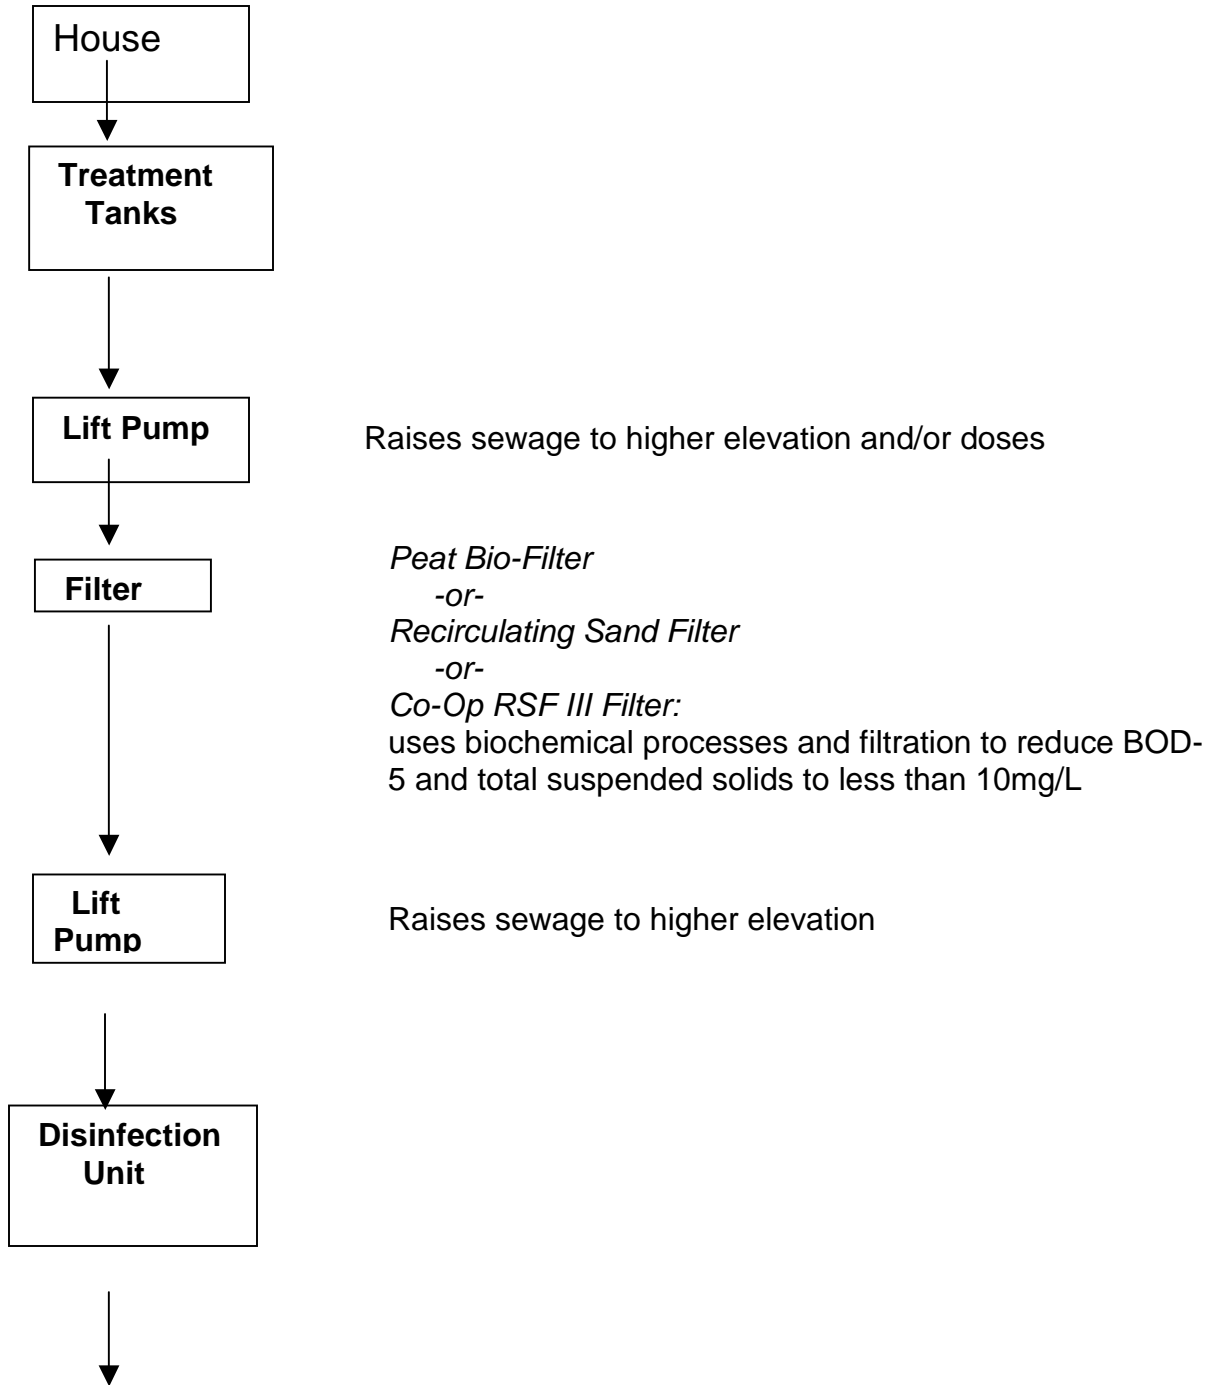 House
Treatment
Tanks
Lift Pump
Raises sewage to higher elevation and/or doses
Filter
Peat Bio-Filter
-or-
Recirculating Sand Filter
-or-
Co-Op RSF III Filter:
uses biochemical processes and filtration to reduce BOD-
5 and total suspended solids to less than 10mg/L
Lift
Pump
Raises sewage to higher elevation
Disinfection
Unit